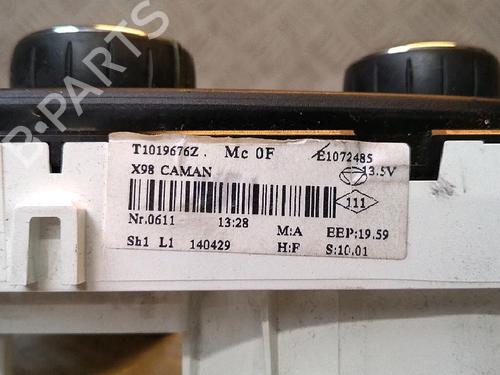 B-PARTS
T1019676Z. Mc 0F E1072485
X98 CAMAN 13.5V
111
Nr.0611 13:28 M:A EEP:19.59
Sh1 L1 140429 H:F S:10.01